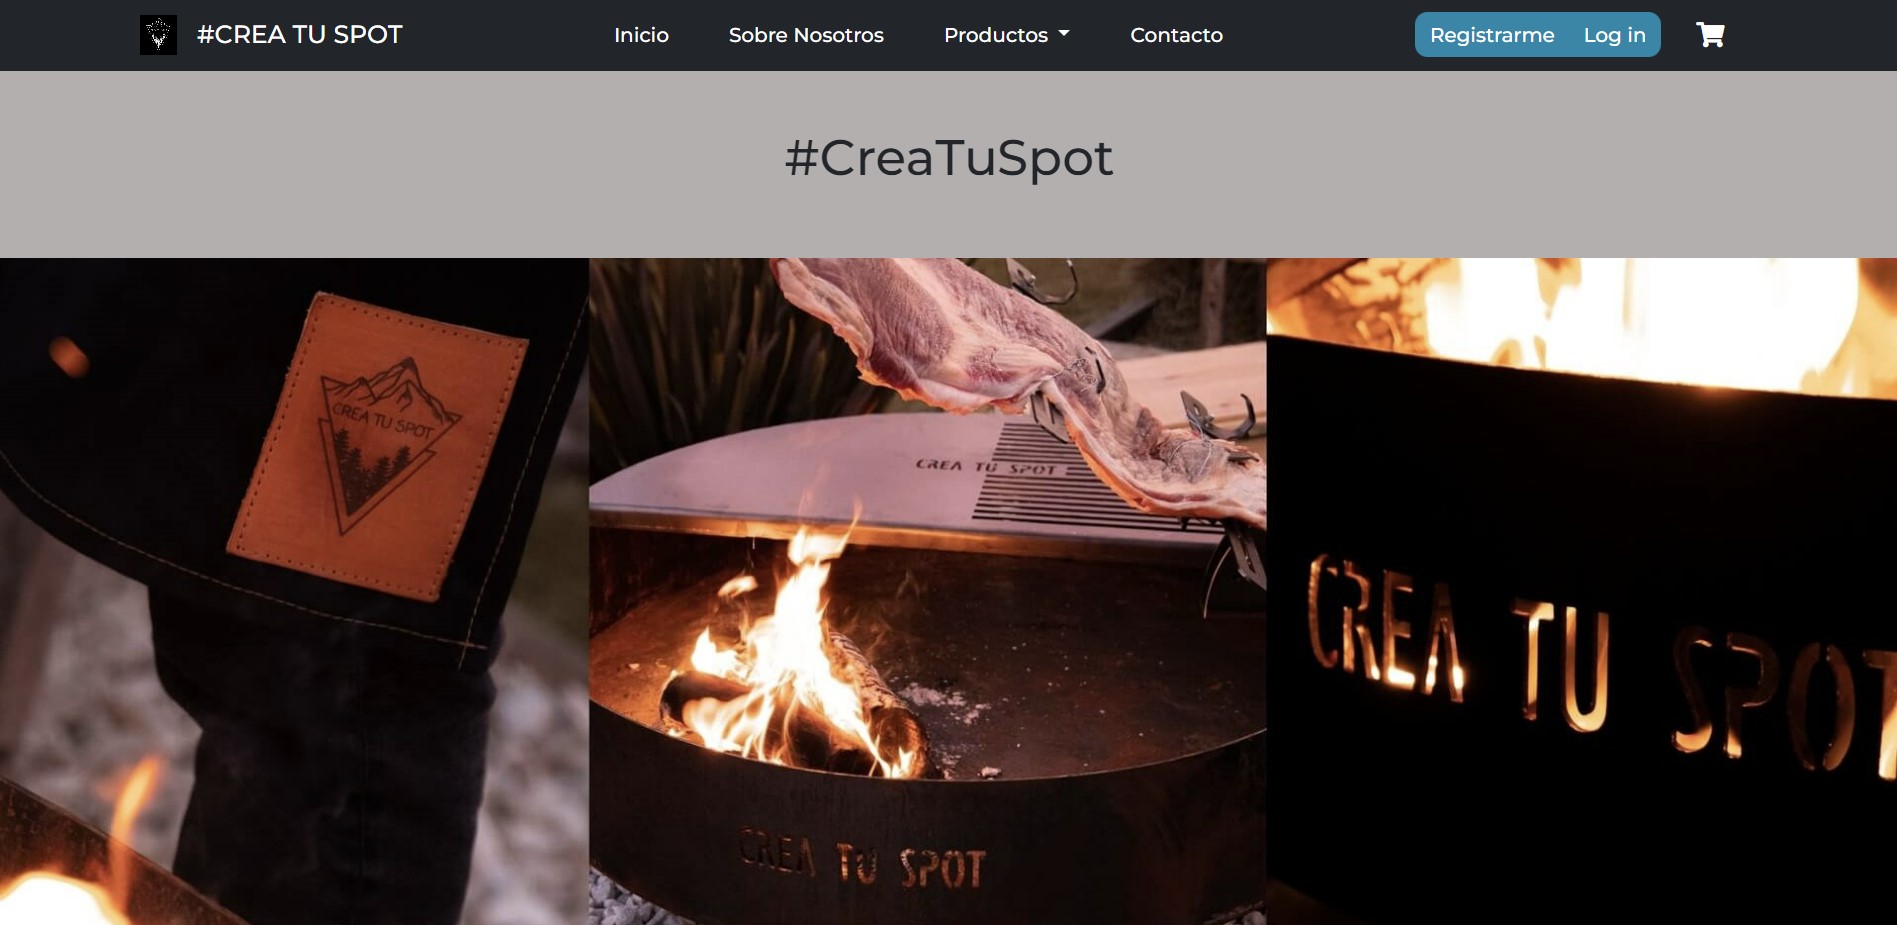 #CREA TU SPOT
Inicio
Sobre Nosotros
Productos
Contacto
Registrarme
Log in
#CreaTuSpot
CREA TU SPOT
CREA TU SPOT
CREA TU SPOT
CREA TU SPOT